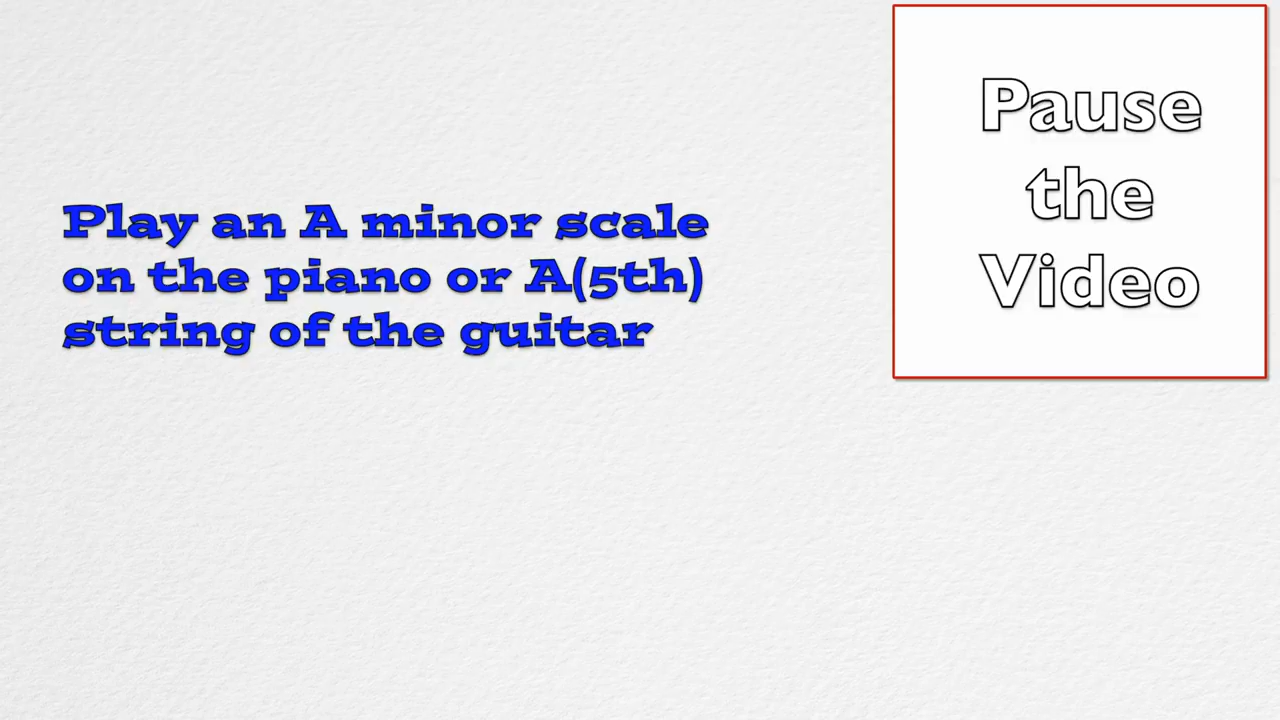 Play an A minor scale
on the piano or A(5th)
string of the guitar
Pause
the
Video